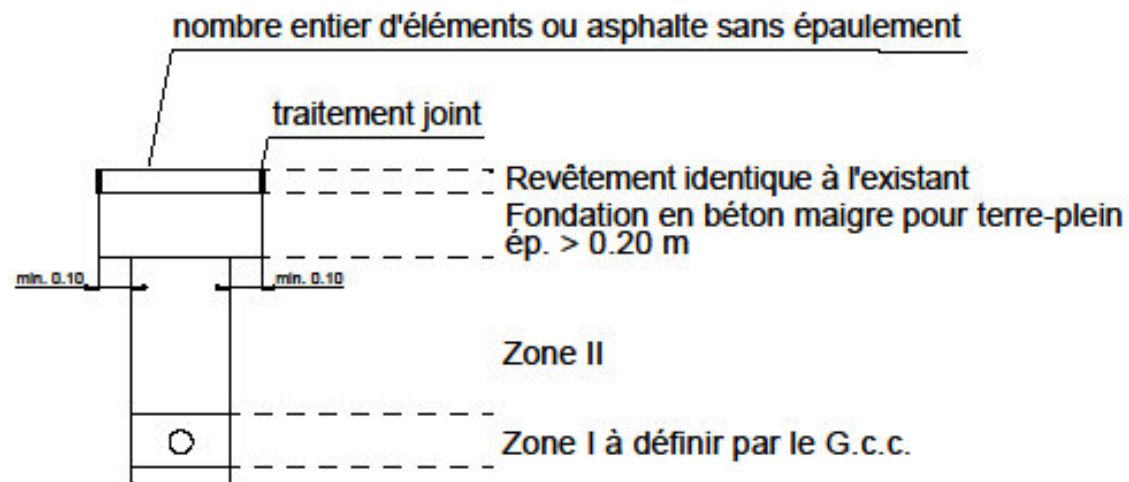 nombre entier d'éléments ou asphalte sans épaulement
traitement joint
Revêtement identique à l'existant
Fondation en béton maigre pour terre-plein
ép. > 0.20 m
min. 0.10
min. 0.10
Zone II
Zone I à définir par le G.c.c.